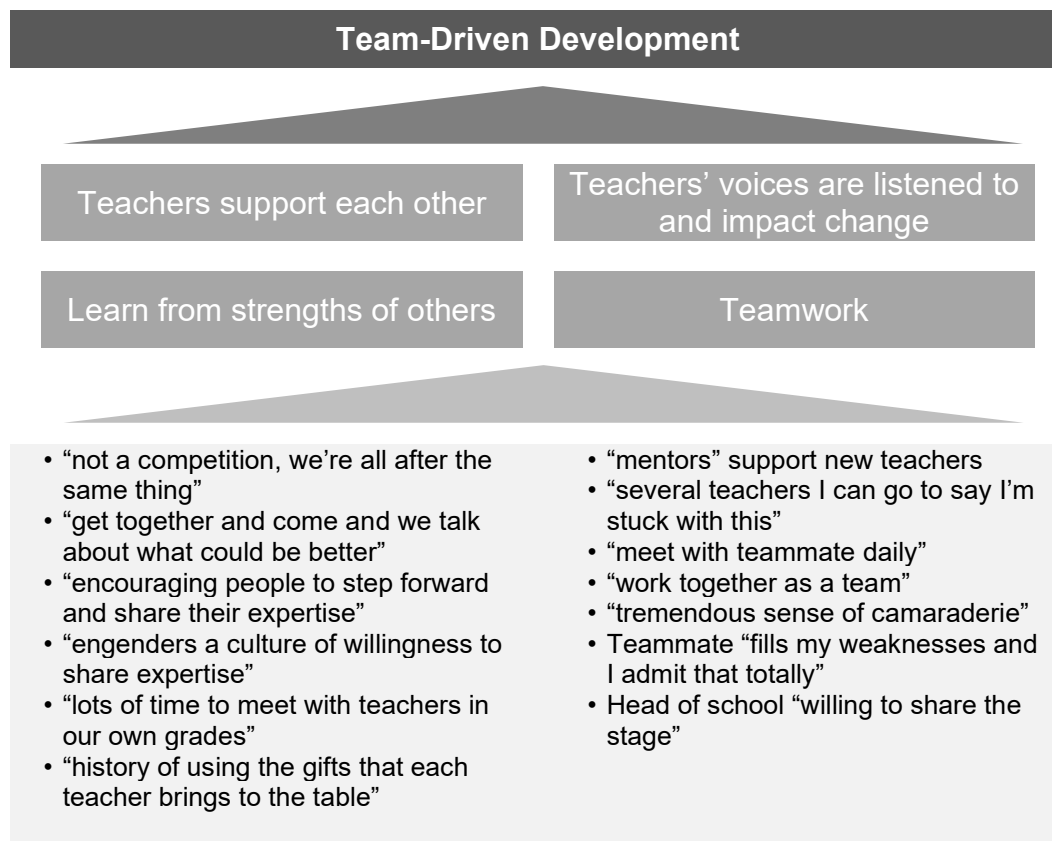 Team-Driven Development
Teachers support each other
Teachers’ voices are listened to
and impact change
Learn from strengths of others
Teamwork
• “not a competition, we’re all after the
same thing”
• “get together and come and we talk
about what could be better”
• “encouraging people to step forward
and share their expertise”
• “engenders a culture of willingness to
share expertise”
• “lots of time to meet with teachers in
our own grades”
• “history of using the gifts that each
teacher brings to the table”
• “mentors” support new teachers
• “several teachers I can go to say I’m
stuck with this”
• “meet with teammate daily”
• “work together as a team”
• “tremendous sense of camaraderie”
• Teammate “fills my weaknesses and
I admit that totally”
• Head of school “willing to share the
stage”